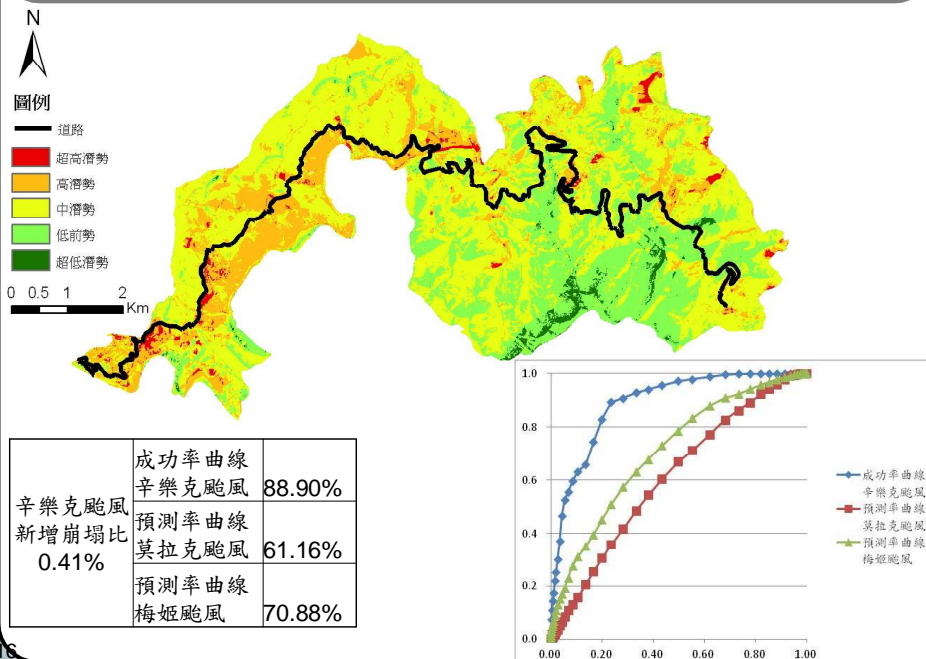 N
圖例
道路
超高潛勢
高潛勢
中潛勢
低前勢
超低潛勢
0 0.5 1 2
Km
辛樂克颱風
新增崩塌比
0.41%
成功率曲線
辛樂克颱風
88.90%
預測率曲線
莫拉克颱風
61.16%
預測率曲線
梅姬颱風
70.88%
1.0
0.8
0.6
0.4
0.2
0.0
0.00 0.20 0.40 0.60 0.80 1.00
成功率曲線
辛樂克颱風
預測率曲線
莫拉克颱風
預測率曲線
梅姬颱風
16